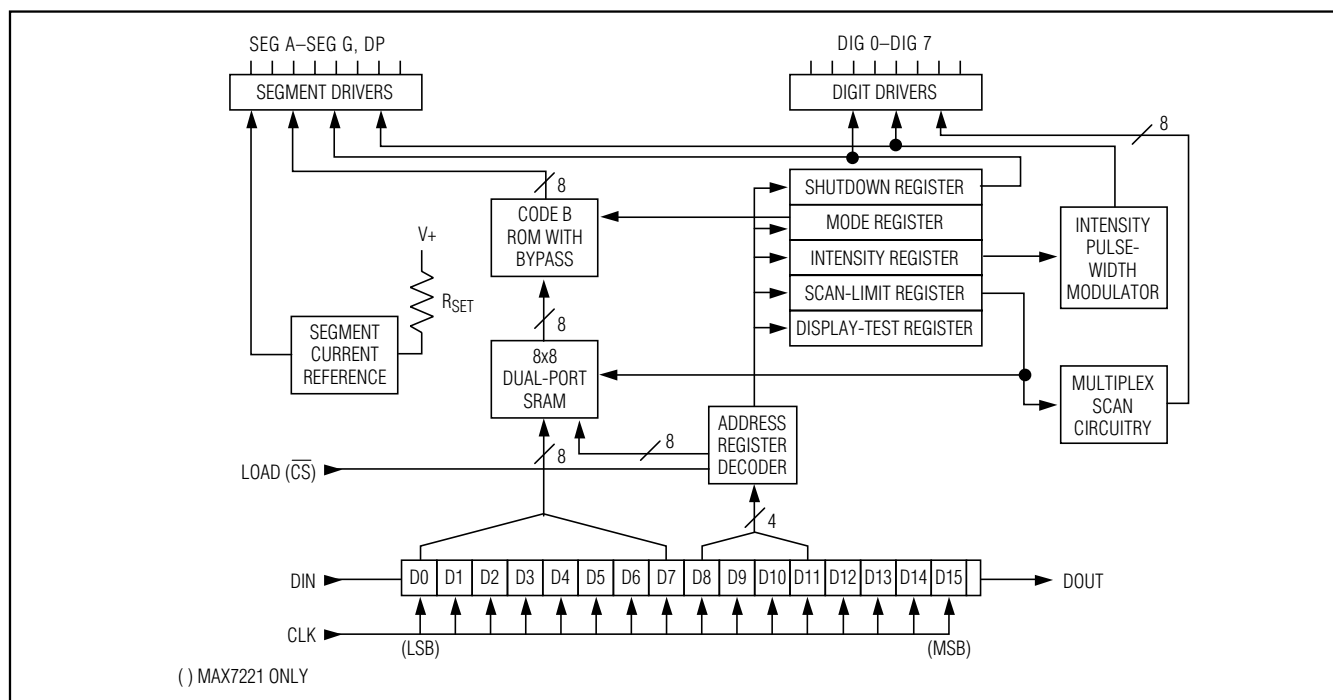 SEG A–SEG G, DP
DIG 0–DIG 7
SEGMENT DRIVERS
DIGIT DRIVERS
8
8
SHUTDOWN REGISTER
MODE REGISTER
INTENSITY REGISTER
SCAN-LIMIT REGISTER
DISPLAY-TEST REGISTER
CODE B
ROM WITH
BYPASS
INTENSITY
PULSE-
WIDTH
MODULATOR
V+
RSET
8
SEGMENT
CURRENT
REFERENCE
8x8
DUAL-PORT
SRAM
MULTIPLEX
SCAN
CIRCUITRY
ADDRESS
REGISTER
DECODER
8
8
LOAD (C̅S̅)
4
DIN
D0 D1 D2 D3 D4 D5 D6 D7 D8 D9 D10 D11 D12 D13 D14 D15
DOUT
CLK
(LSB)
(MSB)
( ) MAX7221 ONLY